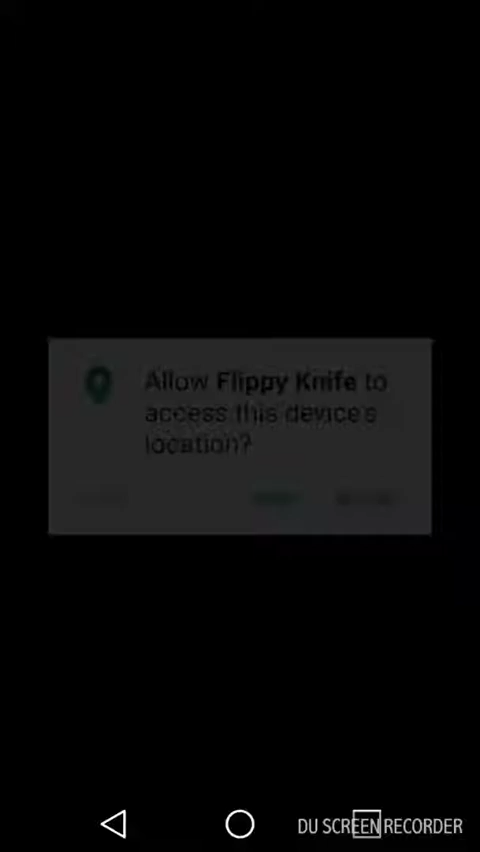 Allow Flippy Knife to
access this device's
location?
DU SCREEN RECORDER